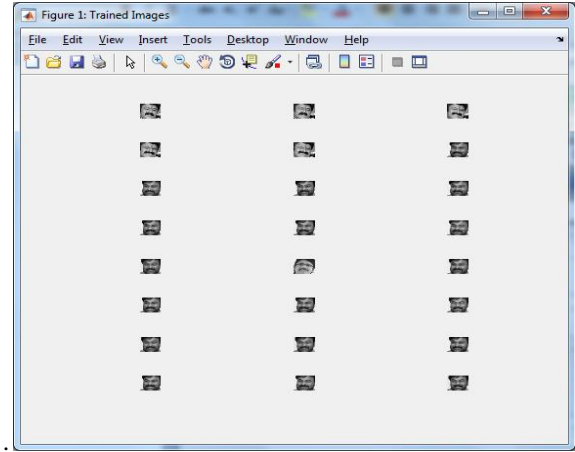 Figure 1: Trained Images
File Edit View Insert Tools Desktop Window Help
.